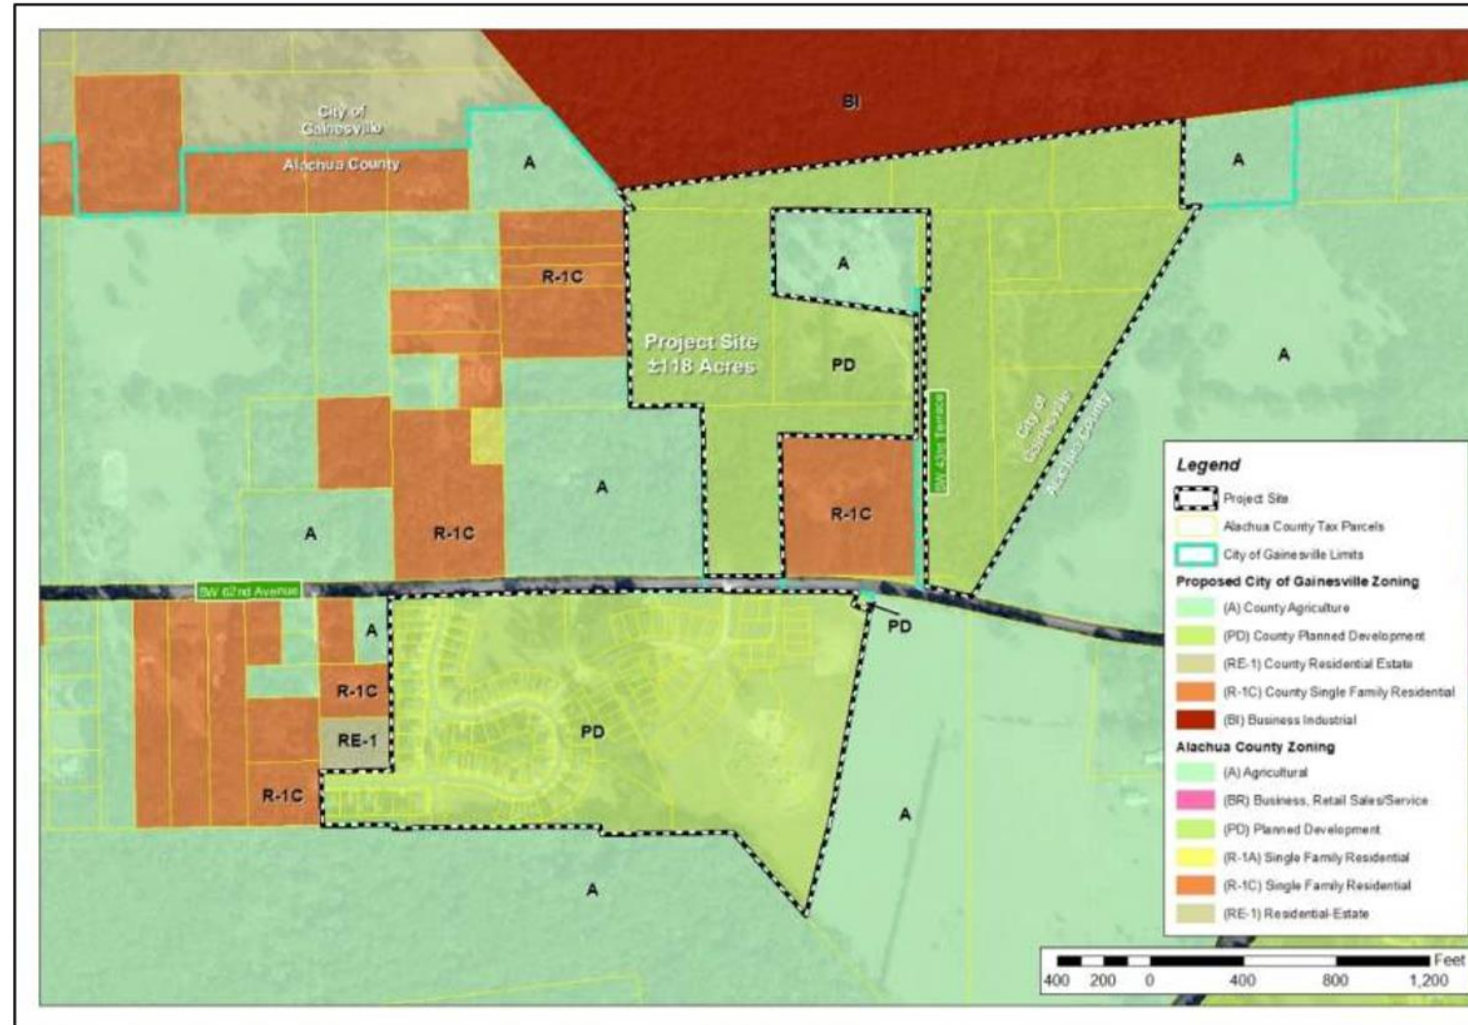 BI
City of
Gainesville
Alachua County
A
A
R-1C
A
Project Site
±118 Acres
PD
A
City of
Gainesville
Alachua County
SW 43rd Terrace
A
R-1C
A
R-1C
SW 62nd Avenue
A
PD
R-1C
RE-1
PD
R-1C
A
A
Legend
Project Site
Alachua County Tax Parcels
City of Gainesville Limits
Proposed City of Gainesville Zoning
(A) County Agriculture
(PD) County Planned Development
(RE-1) County Residential Estate
(R-1C) County Single Family Residential
(BI) Business Industrial
Alachua County Zoning
(A) Agricultural
(BR) Business, Retail Sales/Service
(PD) Planned Development
(R-1A) Single Family Residential
(R-1C) Single Family Residential
(RE-1) Residential-Estate
Feet
400 200 0 400 800 1,200